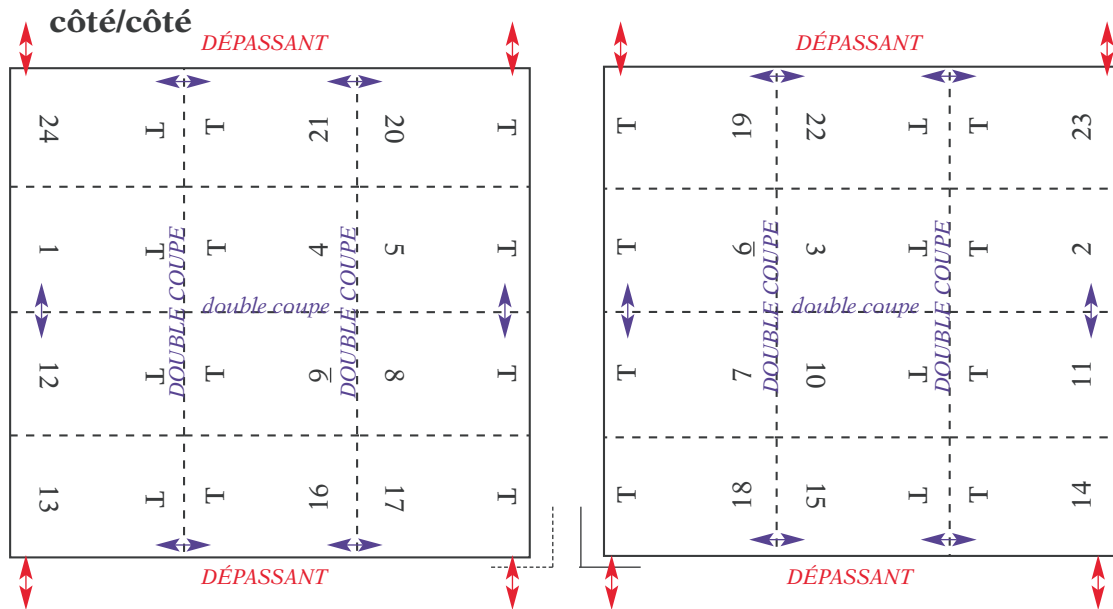 côté/côté
DÉPASSANT
24 T T 21 20 T
1 T T 4 5 T
DOUBLE COUPE
DOUBLE COUPE
double coupe
12 T T 9 8 T
13 T T 16 17 T
DÉPASSANT
DÉPASSANT
T 19 22 T T 23
T 6 3 T T 2
DOUBLE COUPE
DOUBLE COUPE
double coupe
T 7 10 T T 11
T 18 15 T T 14
DÉPASSANT